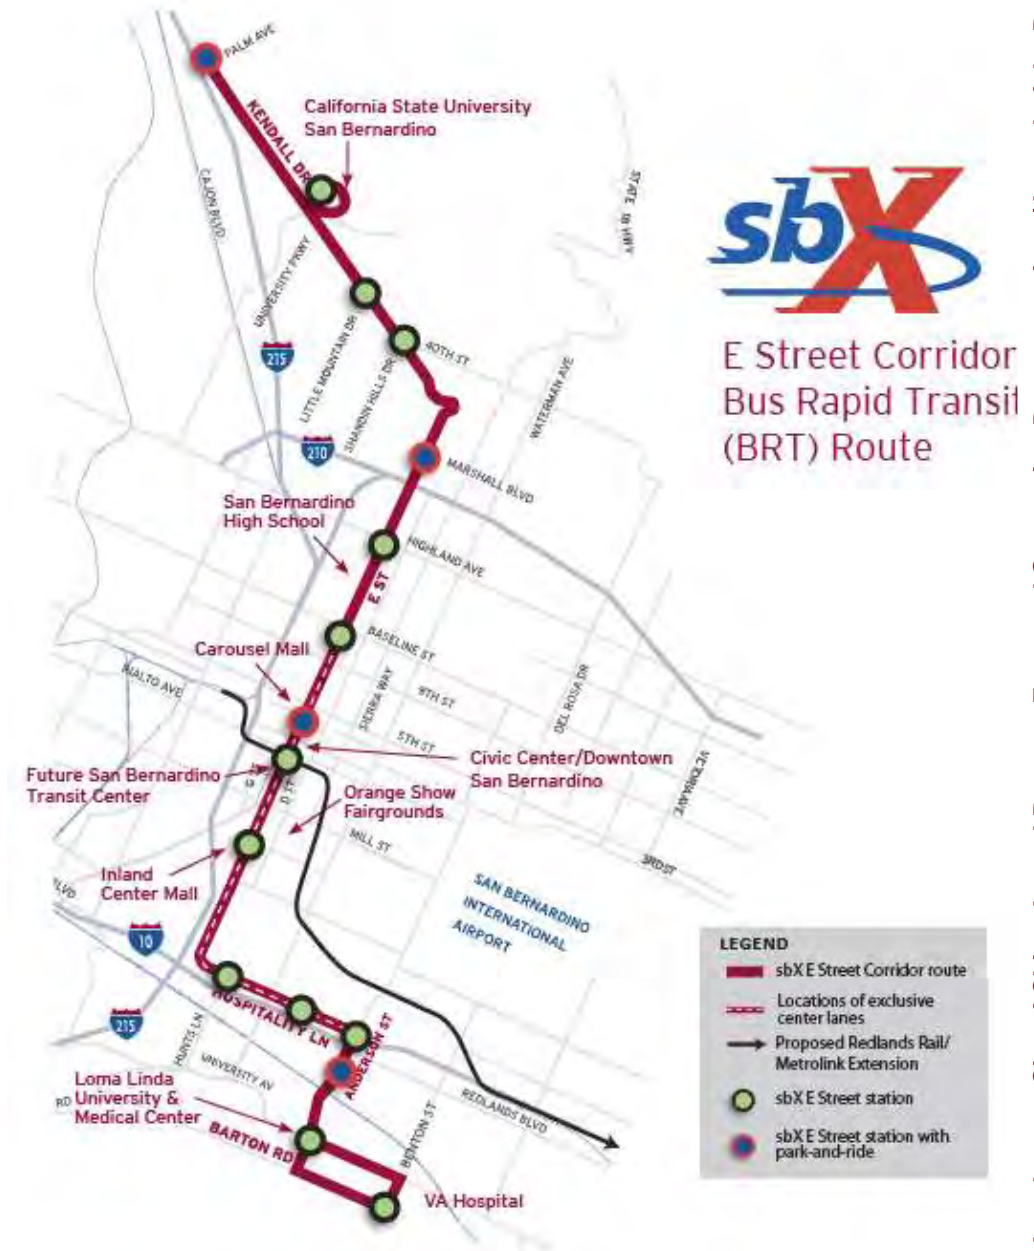 PALM AVE
KENDALL DR
California State University
San Bernardino
CAJON BLVD
STATE 18 HWY
UNIVERSITY PKWY
sbX
E Street Corridor
Bus Rapid Transit
(BRT) Route
215
LITTLE MOUNTAIN DR
SHANDIN HILLS DR
40TH ST
WATERMAN AVE
210
MARSHALL BLVD
San Bernardino
High School
HIGHLAND AVE
E ST
BASELINE ST
Carousel Mall
RIALTO AVE
SIERRA WAY
9TH ST
DEL ROSA DR
5TH ST
Civic Center/Downtown
San Bernardino
Future San Bernardino
Transit Center
D ST
Orange Show
Fairgrounds
MILL ST
3RD ST
Inland
Center Mall
BLVD
SAN BERNARDINO
INTERNATIONAL
AIRPORT
10
215
HOSPITALITY LN
HUNTS LN
ANDERSON ST
UNIVERSITY AV
REDLANDS BLVD
Loma Linda
University &
Medical Center
RD
BARTON RD
BENTON ST
VA Hospital
LEGEND
sbX E Street Corridor route
Locations of exclusive
center lanes
Proposed Redlands Rail/
Metrolink Extension
sbX E Street station
sbX E Street station with
park-and-ride